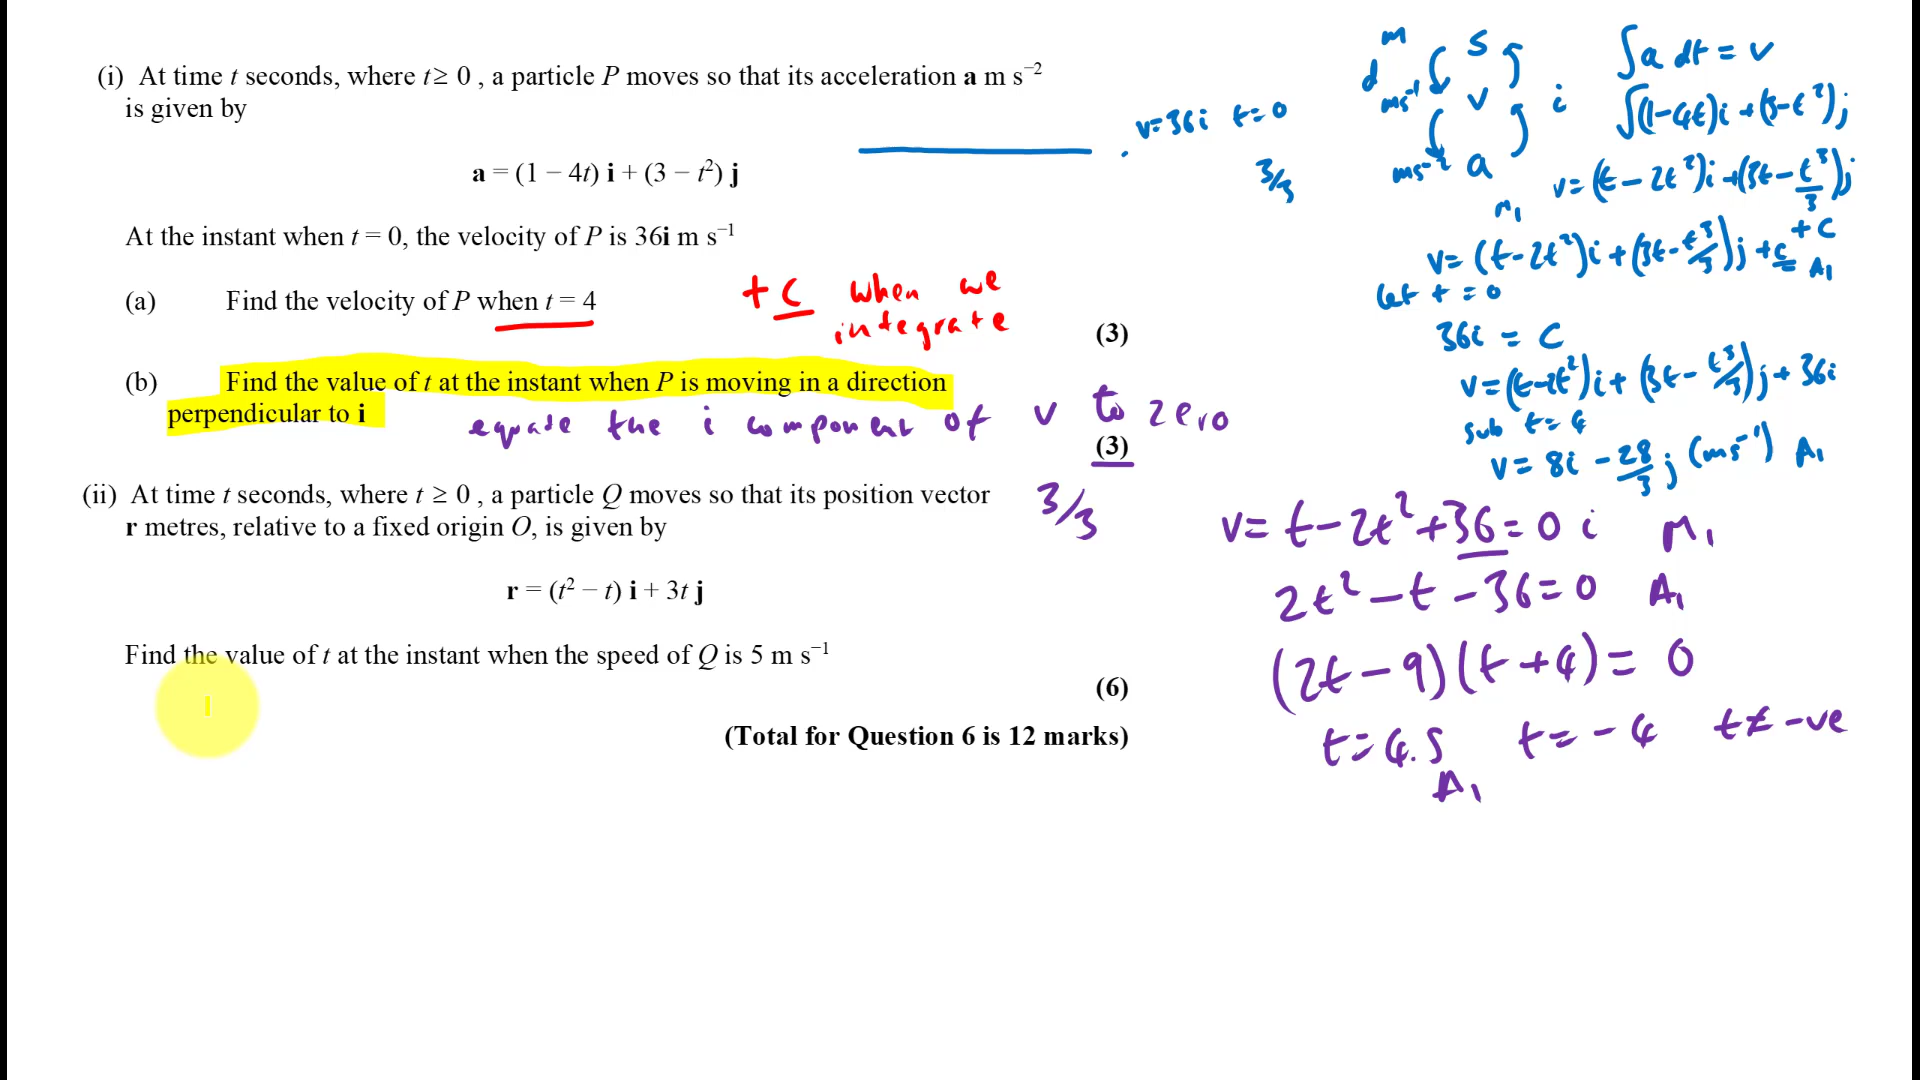 (i) At time t seconds, where t ≥ 0 , a particle P moves so that its acceleration a m s⁻²
is given by
a = (1 − 4t) i + (3 − t²) j
At the instant when t = 0, the velocity of P is 36i m s⁻¹
(a) Find the velocity of P when t = 4
(3)
(b) Find the value of t at the instant when P is moving in a direction
perpendicular to i
(3)
(ii) At time t seconds, where t ≥ 0 , a particle Q moves so that its position vector
r metres, relative to a fixed origin O, is given by
r = (t² − t) i + 3t j
Find the value of t at the instant when the speed of Q is 5 m s⁻¹
(6)
(Total for Question 6 is 12 marks)
+ c when we
integrate
equate the i component of v to zero
3/3
v=36i t=0
3/3
m s
d i
ms⁻¹ v
ms⁻² a
∫a dt = v
∫(1-4t)i + (3-t²)j
v= (t - 2t²)i + (3t - t³/3)j
+ c
M1
v= (t-2t²)i + (3t - t³/3)j + c A1
let t = 0
36i = C
v=(t-2t²)i + (3t - t³/3)j + 36i
sub t=4
v= 8i - 28/3 j (ms⁻¹) A1
v= t - 2t² + 36 = 0 i M1
2t² - t - 36 = 0 A1
(2t - 9)(t + 4) = 0
t= 4.5 t= -4 t≠ -ve
A1